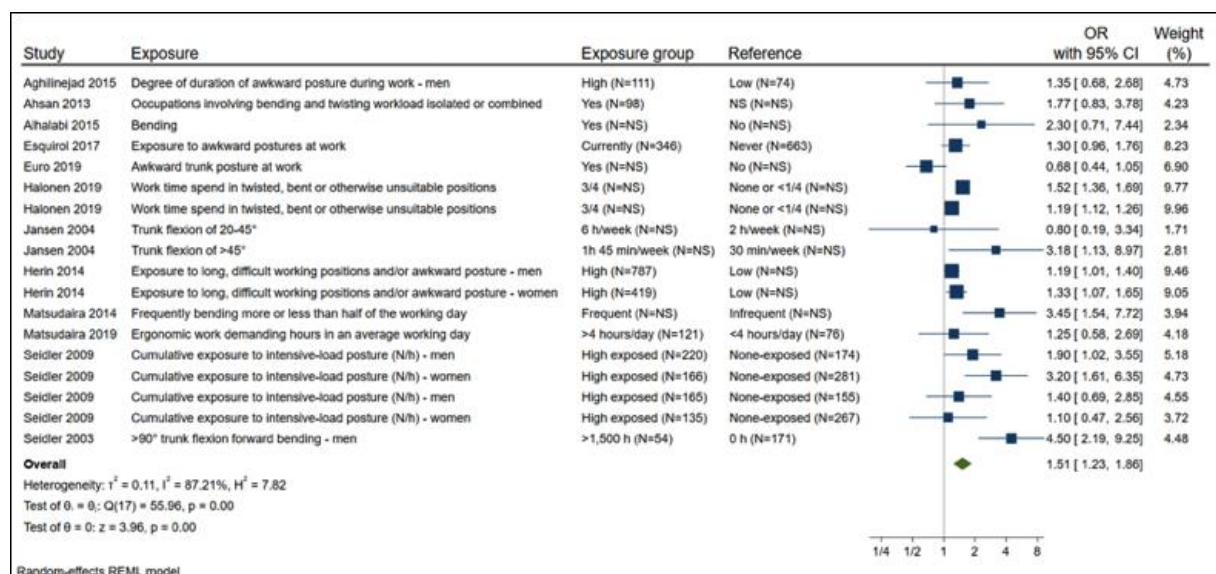 OR Weight
Study Exposure Exposure group Reference with 95% CI (%)
Aghilinejad 2015 Degree of duration of awkward posture during work - men High (N=111) Low (N=74) 1.35 [ 0.68, 2.68] 4.73
Ahsan 2013 Occupations involving bending and twisting workload isolated or combined Yes (N=98) NS (N=NS) 1.77 [ 0.83, 3.78] 4.23
Alhalabi 2015 Bending Yes (N=NS) No (N=NS) 2.30 [ 0.71, 7.44] 2.34
Esquirol 2017 Exposure to awkward postures at work Currently (N=346) Never (N=663) 1.30 [ 0.96, 1.76] 8.23
Euro 2019 Awkward trunk posture at work Yes (N=NS) No (N=NS) 0.68 [ 0.44, 1.05] 6.90
Halonen 2019 Work time spend in twisted, bent or otherwise unsuitable positions 3/4 (N=NS) None or <1/4 (N=NS) 1.52 [ 1.36, 1.69] 9.77
Halonen 2019 Work time spend in twisted, bent or otherwise unsuitable positions 3/4 (N=NS) None or <1/4 (N=NS) 1.19 [ 1.12, 1.26] 9.96
Jansen 2004 Trunk flexion of 20-45° 6 h/week (N=NS) 2 h/week (N=NS) 0.80 [ 0.19, 3.34] 1.71
Jansen 2004 Trunk flexion of >45° 1h 45 min/week (N=NS) 30 min/week (N=NS) 3.18 [ 1.13, 8.97] 2.81
Herin 2014 Exposure to long, difficult working positions and/or awkward posture - men High (N=787) Low (N=NS) 1.19 [ 1.01, 1.40] 9.46
Herin 2014 Exposure to long, difficult working positions and/or awkward posture - women High (N=419) Low (N=NS) 1.33 [ 1.07, 1.65] 9.05
Matsudaira 2014 Frequently bending more or less than half of the working day Frequent (N=NS) Infrequent (N=NS) 3.45 [ 1.54, 7.72] 3.94
Matsudaira 2019 Ergonomic work demanding hours in an average working day >4 hours/day (N=121) <4 hours/day (N=76) 1.25 [ 0.58, 2.69] 4.18
Seidler 2009 Cumulative exposure to intensive-load posture (N/h) - men High exposed (N=220) None-exposed (N=174) 1.90 [ 1.02, 3.55] 5.18
Seidler 2009 Cumulative exposure to intensive-load posture (N/h) - women High exposed (N=166) None-exposed (N=281) 3.20 [ 1.61, 6.35] 4.73
Seidler 2009 Cumulative exposure to intensive-load posture (N/h) - men High exposed (N=165) None-exposed (N=155) 1.40 [ 0.69, 2.85] 4.55
Seidler 2009 Cumulative exposure to intensive-load posture (N/h) - women High exposed (N=135) None-exposed (N=267) 1.10 [ 0.47, 2.56] 3.72
Seidler 2003 >90° trunk flexion forward bending - men >1,500 h (N=54) 0 h (N=171) 4.50 [ 2.19, 9.25] 4.48
Overall 1.51 [ 1.23, 1.86]
Heterogeneity: τ² = 0.11, I² = 87.21%, H² = 7.82
Test of θᵢ = θⱼ: Q(17) = 55.96, p = 0.00
Test of θ = 0: z = 3.96, p = 0.00
1/4 1/2 1 2 4 8
Random-effects REML model